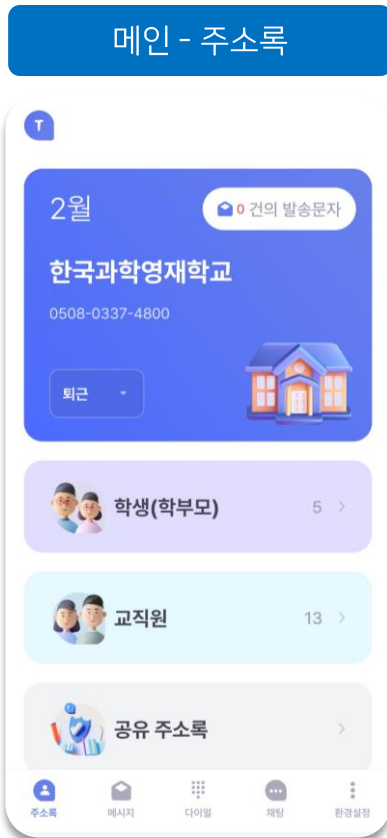 메인 - 주소록
T
2월
0 건의 발송문자
한국과학영재학교
0508-0337-4800
퇴근
학생(학부모) 5
교직원 13
공유 주소록
주소록 메시지 다이얼 채팅 환경설정